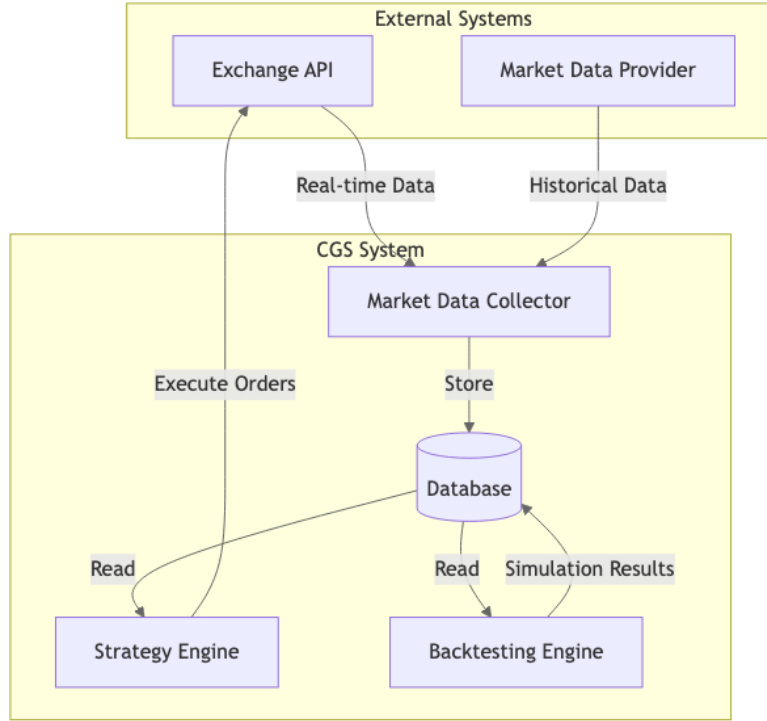 External Systems
Exchange API
Market Data Provider
Real-time Data
Historical Data
CGS System
Market Data Collector
Execute Orders
Store
Database
Read
Read
Simulation Results
Strategy Engine
Backtesting Engine